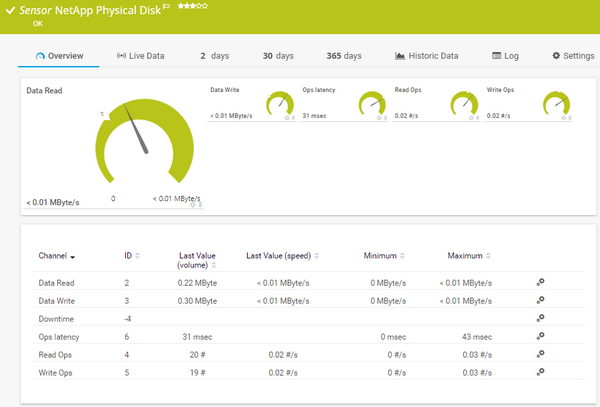 Sensor NetApp Physical Disk
OK
Overview
Live Data
2 days
30 days
365 days
Historic Data
Log
Settings
Data Read
< 0.01 MByte/s
0
< 0.01 MByte/s
Data Write
< 0.01 MByte/s
Ops latency
31 msec
Read Ops
0.02 #/s
Write Ops
0.02 #/s
Channel ID Last Value (volume) Last Value (speed) Minimum Maximum
Data Read 2 0.22 MByte < 0.01 MByte/s 0 MByte/s < 0.01 MByte/s
Data Write 3 0.30 MByte < 0.01 MByte/s 0 MByte/s < 0.01 MByte/s
Downtime -4
Ops latency 6 31 msec 0 msec 43 msec
Read Ops 4 20 # 0.02 #/s 0 #/s 0.03 #/s
Write Ops 5 19 # 0.02 #/s 0 #/s 0.03 #/s